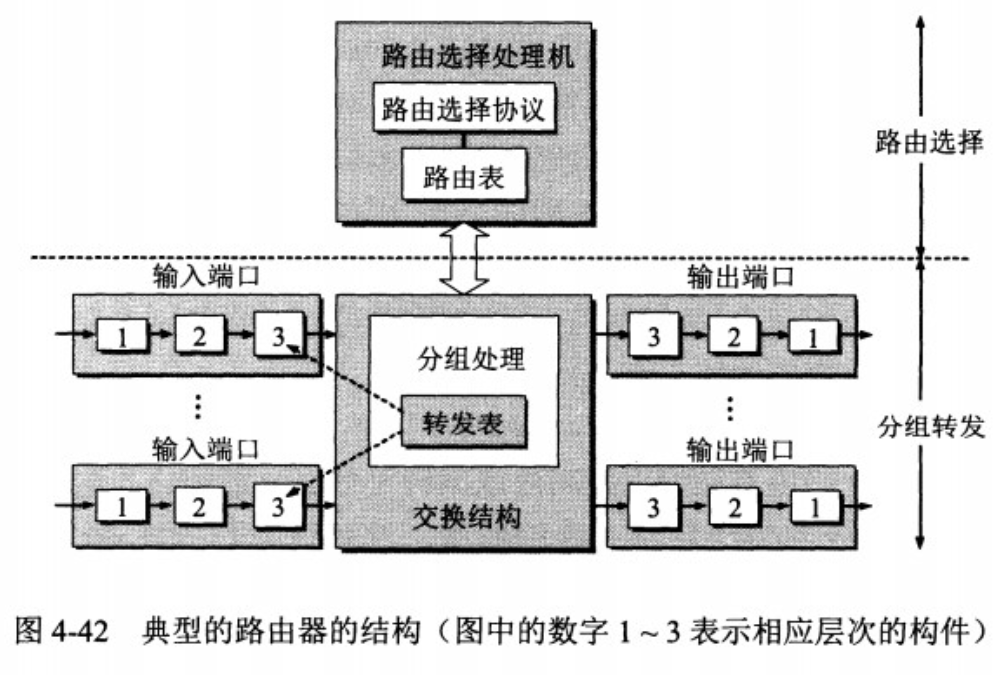 路由选择处理机
路由选择协议
路由表
路由选择
输入端口
输出端口
1 2 3
3 2 1
分组处理
转发表
交换结构
⋮
⋮
分组转发
输入端口
输出端口
1 2 3
3 2 1
图 4-42 典型的路由器的结构（图中的数字 1 ~ 3 表示相应层次的构件）